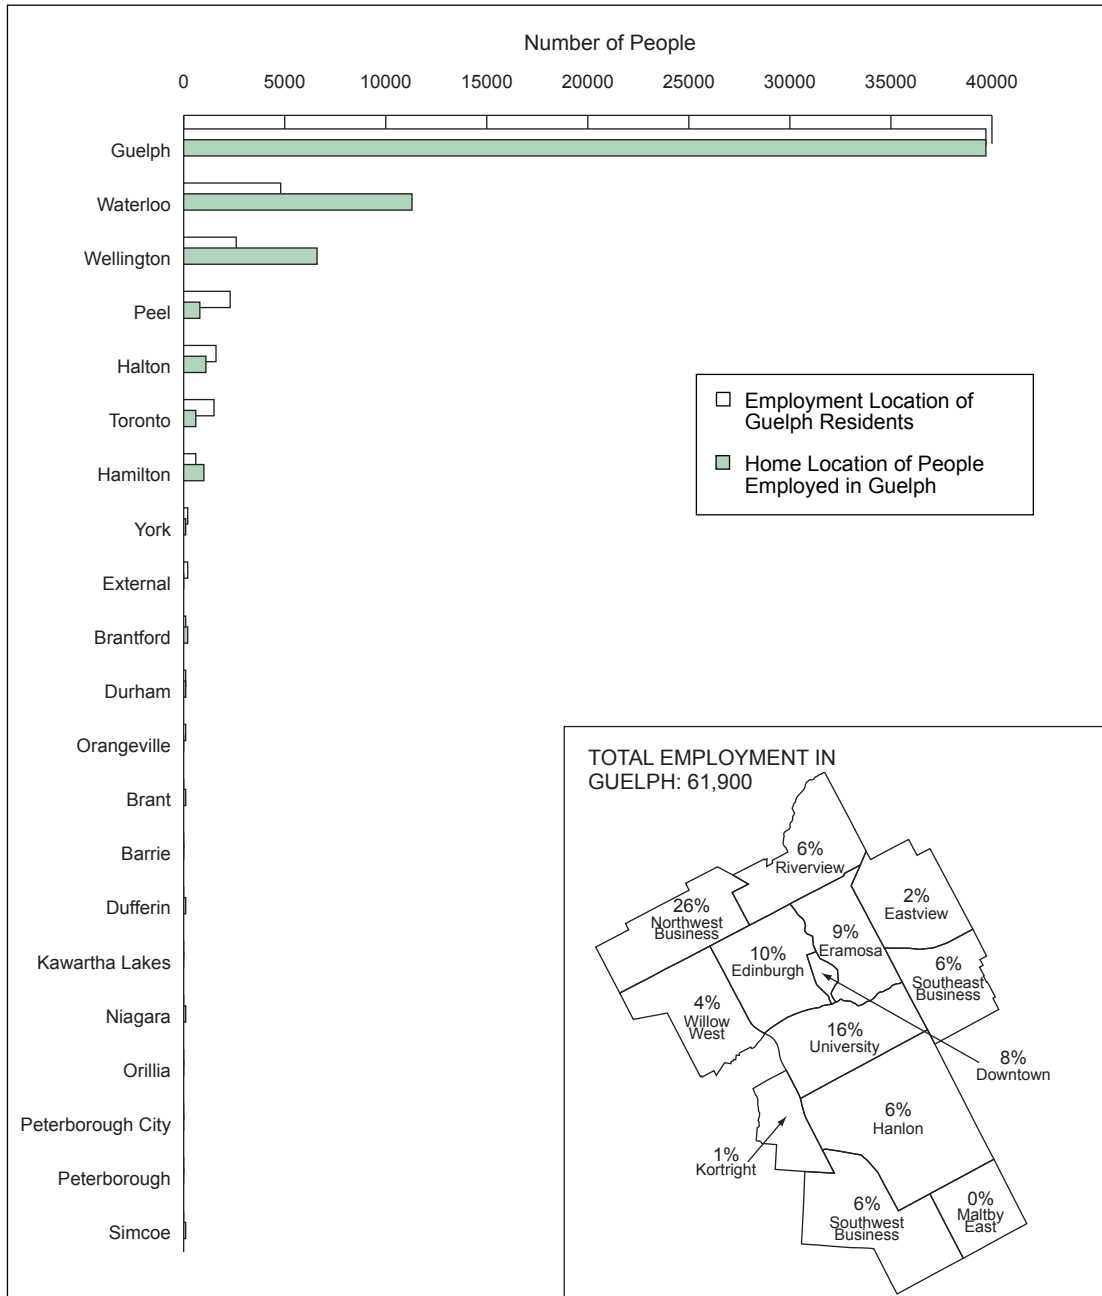 Number of People
0 5000 10000 15000 20000 25000 30000 35000 40000
Guelph
Waterloo
Wellington
Peel
Halton
Toronto
Hamilton
York
External
Brantford
Durham
Orangeville
Brant
Barrie
Dufferin
Kawartha Lakes
Niagara
Orillia
Peterborough City
Peterborough
Simcoe
Employment Location of
Guelph Residents
Home Location of People
Employed in Guelph
TOTAL EMPLOYMENT IN
GUELPH: 61,900
6%
Riverview
26%
Northwest
Business
2%
Eastview
9%
Eramosa
10%
Edinburgh
6%
Southeast
Business
4%
Willow
West
16%
University
8%
Downtown
6%
Hanlon
1%
Kortright
6%
Southwest
Business
0%
Maltby
East